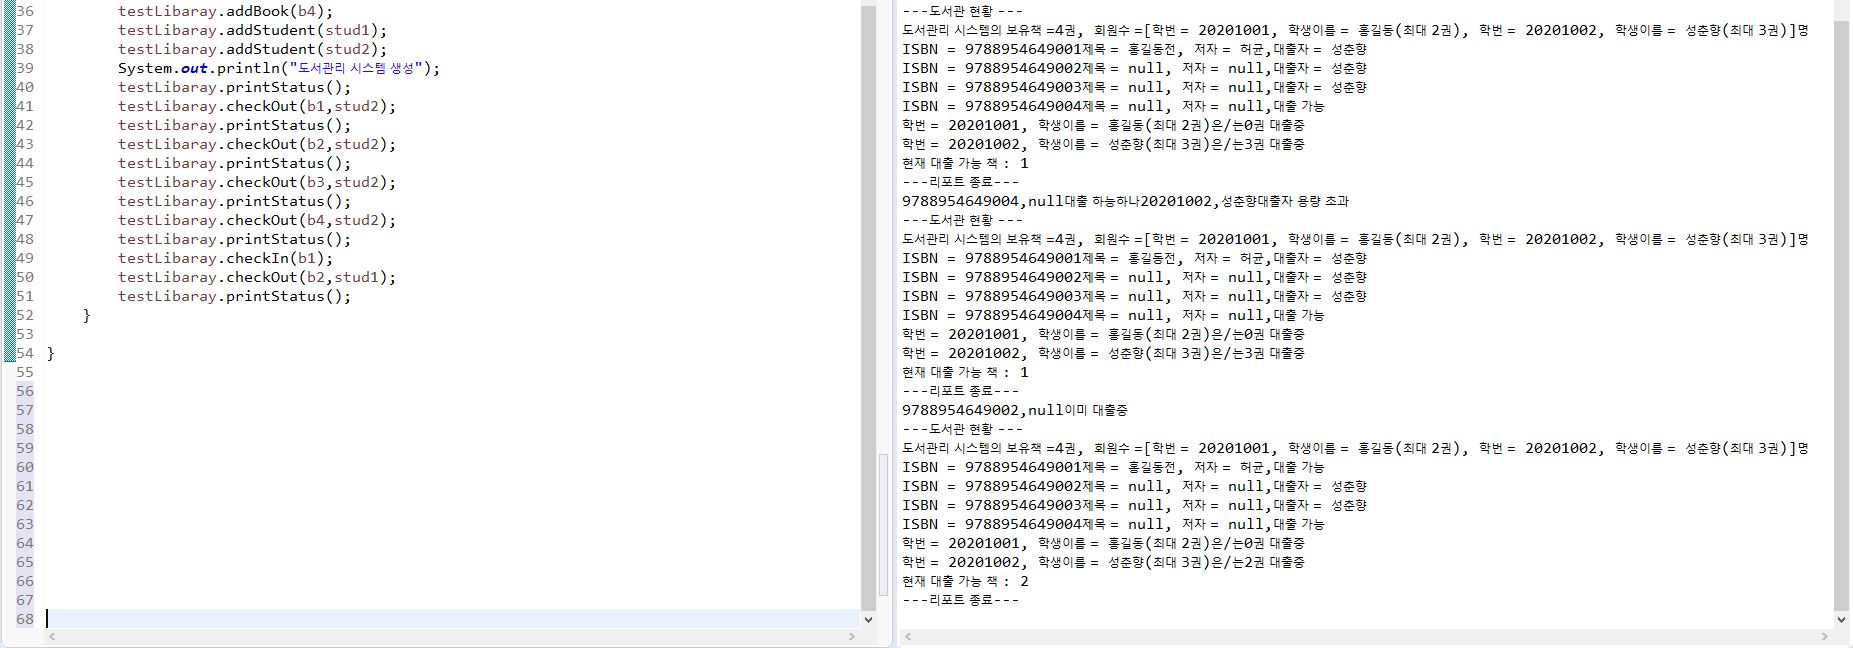 36 testLibaray.addBook(b4);
37 testLibaray.addStudent(stud1);
38 testLibaray.addStudent(stud2);
39 System.out.println("도서관리 시스템 생성");
40 testLibaray.printStatus();
41 testLibaray.checkOut(b1,stud2);
42 testLibaray.printStatus();
43 testLibaray.checkOut(b2,stud2);
44 testLibaray.printStatus();
45 testLibaray.checkOut(b3,stud2);
46 testLibaray.printStatus();
47 testLibaray.checkOut(b4,stud2);
48 testLibaray.printStatus();
49 testLibaray.checkIn(b1);
50 testLibaray.checkOut(b2,stud1);
51 testLibaray.printStatus();
52 }
53
54 }
55
56
57
58
59
60
61
62
63
64
65
66
67
68
---도서관 현황 ---
도서관리 시스템의 보유책 =4권, 회원수 =[학번 = 20201001, 학생이름 = 홍길동(최대 2권), 학번 = 20201002, 학생이름 = 성춘향(최대 3권)]명
ISBN = 9788954649001제목 = 홍길동전, 저자 = 허균,대출자 = 성춘향
ISBN = 9788954649002제목 = null, 저자 = null,대출자 = 성춘향
ISBN = 9788954649003제목 = null, 저자 = null,대출자 = 성춘향
ISBN = 9788954649004제목 = null, 저자 = null,대출 가능
학번 = 20201001, 학생이름 = 홍길동(최대 2권)은/는0권 대출중
학번 = 20201002, 학생이름 = 성춘향(최대 3권)은/는3권 대출중
현재 대출 가능 책 : 1
---리포트 종료---
9788954649004,null대출 하능하나20201002,성춘향대출자 용량 초과
---도서관 현황 ---
도서관리 시스템의 보유책 =4권, 회원수 =[학번 = 20201001, 학생이름 = 홍길동(최대 2권), 학번 = 20201002, 학생이름 = 성춘향(최대 3권)]명
ISBN = 9788954649001제목 = 홍길동전, 저자 = 허균,대출자 = 성춘향
ISBN = 9788954649002제목 = null, 저자 = null,대출자 = 성춘향
ISBN = 9788954649003제목 = null, 저자 = null,대출자 = 성춘향
ISBN = 9788954649004제목 = null, 저자 = null,대출 가능
학번 = 20201001, 학생이름 = 홍길동(최대 2권)은/는0권 대출중
학번 = 20201002, 학생이름 = 성춘향(최대 3권)은/는3권 대출중
현재 대출 가능 책 : 1
---리포트 종료---
9788954649002,null이미 대출중
---도서관 현황 ---
도서관리 시스템의 보유책 =4권, 회원수 =[학번 = 20201001, 학생이름 = 홍길동(최대 2권), 학번 = 20201002, 학생이름 = 성춘향(최대 3권)]명
ISBN = 9788954649001제목 = 홍길동전, 저자 = 허균,대출 가능
ISBN = 9788954649002제목 = null, 저자 = null,대출자 = 성춘향
ISBN = 9788954649003제목 = null, 저자 = null,대출자 = 성춘향
ISBN = 9788954649004제목 = null, 저자 = null,대출 가능
학번 = 20201001, 학생이름 = 홍길동(최대 2권)은/는0권 대출중
학번 = 20201002, 학생이름 = 성춘향(최대 3권)은/는2권 대출중
현재 대출 가능 책 : 2
---리포트 종료---